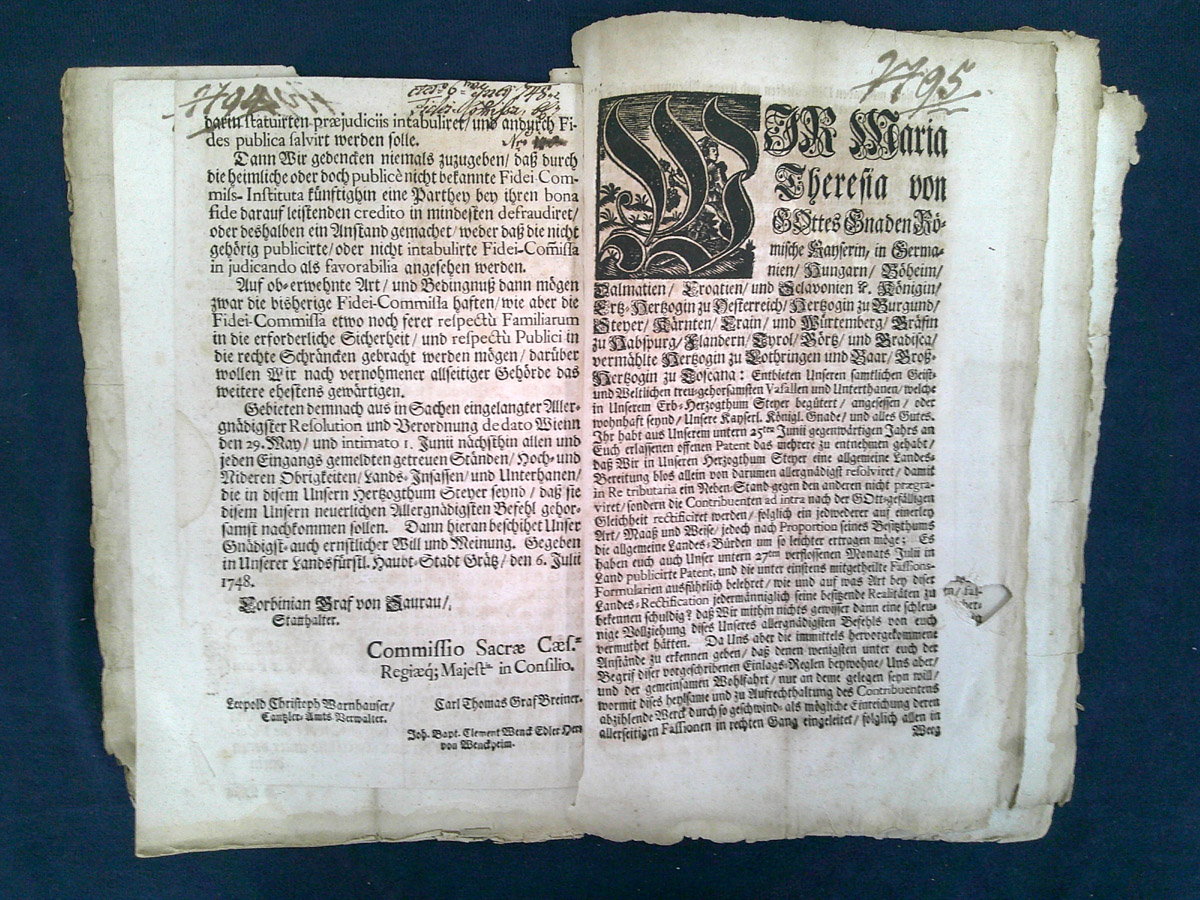 darin statuirten præjudiciis intabuliret/ und andurch Fi-
des publica salvirt werden solle.
Dann Wir gedencken niemals zuzugeben/ daß durch
die heimliche oder doch publicè nicht bekannte Fidei-Com-
miss-Instituta künftighin eine Parthey bey ihren bona
fide darauf leistenden credito in mindesten defraudiret/
oder deshalben ein Anstand gemachet/ weder daß die nicht
gehörig publicirte/ oder nicht intabulirte Fidei-Com̃issa
in judicando als favorabilia angesehen werden.
Auf ob-erwehnte Art/ und Bedingnuß dann mögen
zwar die bisherige Fidei-Commissa haften/ wie aber die
Fidei-Commissa etwo noch ferer respectù Familiarum
in die erforderliche Sicherheit/ und respectù Publici in
die rechte Schrancken gebracht werden mögen/ darüber
wollen Wir nach vernohmener allseitiger Gehörde das
weitere ehestens gewärtigen.
Gebieten demnach aus in Sachen eingelangter Aller-
gnädigster Resolution und Verordnung de dato Wienn
den 29. May/ und intimato 1. Junii nächsthin allen und
jeden Eingangs gemeldten getreuen Ständen/ Hoch- und
Nideren Obrigkeiten/ Lands-Insassen/ und Unterthanen/
die in disem Unsern Hertzogthum Steyer seynd/ daß sie
disem Unsern neuerlichen Allergnädigsten Befehl gehor-
samst nachkommen sollen. Dann hieran beschihet Unser
Gnädigst-auch ernstlicher Will und Meinung. Gegeben
in Unserer Landsfürstl. Haubt-Stadt Grätz/ den 6. Julii
1748.
Corbinian Graf von Saurau/
Statthalter.
Commissio Sacræ Cæs.
Regiæq; Majest. in Consilio.
Leopold Christoph Warnhauser/
Cantzler-Amts Verwalter.
Carl Thomas Graf Breiner.
Joh. Bapt. Clement Wenck Edler Herr
von Wenckheim.
2795
WIR Maria
Theresia von
GOttes Gnaden Rö-
mische Kayserin, in Germa-
nien/ Hungarn/ Böheim/
Dalmatien/ Croatien/ und Sclavonien &c. Königin/
Ertz-Hertzogin zu Oesterreich/ Hertzogin zu Burgund/
Steyer/ Kärnten/ Crain/ und Würtemberg/ Gräfin
zu Habspurg/ Flandern/ Tyrol/ Görtz/ und Gradisca/
vermählte Hertzogin zu Lothringen und Baar/ Groß-
Hertzogin zu Toscana: Entbieten Unseren samtlichen Geist-
und Weltlichen treu-gehorsamsten Vasallen und Unterthanen/ welche
in Unserem Erb-Herzogthum Steyer begütert/ angesessen/ oder
wohnhaft seynd/ Unsere Kayserl. Königl. Gnade/ und alles Gutes.
Ihr habt aus Unserem untern 25ten Junii gegenwärtigen Jahrs an
Euch erlassenen offenen Patent das mehrere zu entnehmen gehabt/
daß Wir in Unseren Herzogthum Steyer eine allgemeine Landes-
Bereitung blos allein von darumen allergnädigst resolviret/ damit
in Re tributaria ein Neben-Stand gegen den anderen nicht prægra-
viret/ sondern die Contribuenten ad intra nach der GOtt-gefälligen
Gleichheit rectificiret werden/ folglich ein jedwederer auf einerley
Art/ Maaß und Weise/ jedoch nach Proportion seines Besitzthums
die allgemeine Landes-Bürden um so leichter ertragen möge; Es
haben euch auch Unser untern 27ten verflossenen Monats Julii in
Land publicirte Patent, und die unter einstens mitgetheilte Fassions-
Formularien ausführlich belehret/ wie und auf was Art bey diser
Landes-Rectification jedermänniglich seine besitzende Realitäten zu
bekennen schuldig? daß Wir mithin nichts gewiser dann eine schleu-
nige Vollziehung dises Unseres allergnädigsten Befehls von euch
vermuthet hätten. Da Uns aber die immittels hervorgekommene
Anstände zu erkennen geben/ daß denen wenigsten unter euch der
Begrif diser vorgeschribenen Einlags-Reglen beywohne/ Uns aber/
und der gemeinsamen Wohlfahrt/ nur an deme gelegen seyn will/
wormit dises heylsame und zu Aufrechthaltung des Contribuentens
abziblende Werck durch so geschwind- als mögliche Einreichung deren
allerseitigen Fassionen in rechten Gang eingeleitet/ folglich allen in
Weeg